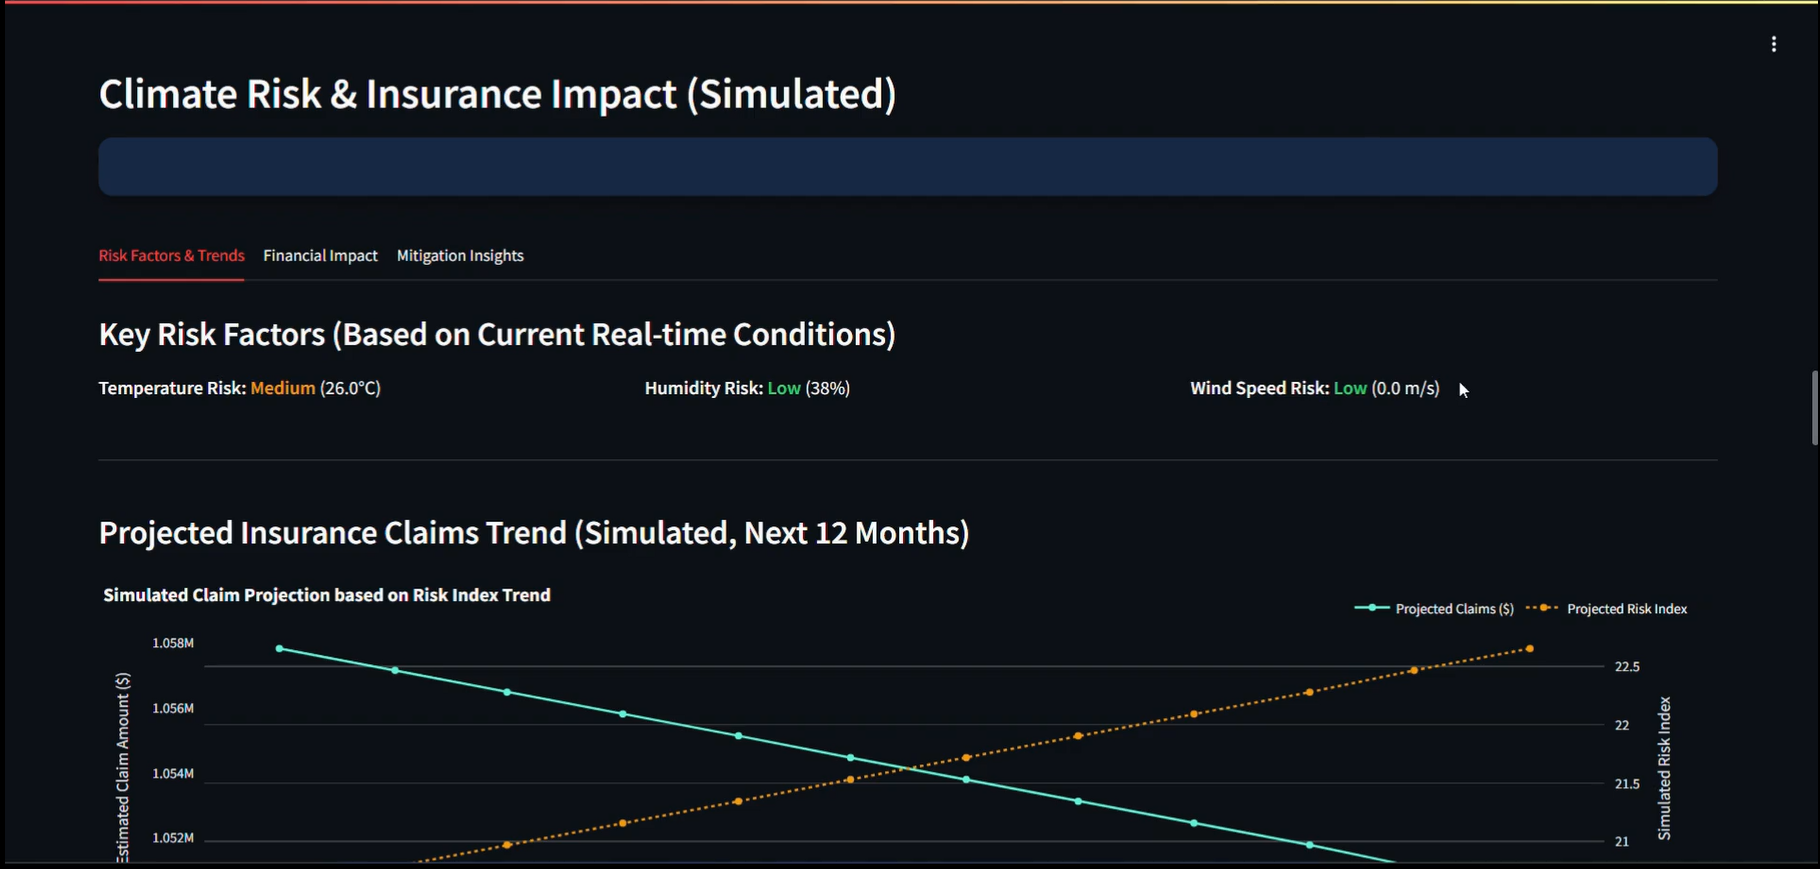 Climate Risk & Insurance Impact (Simulated)
Risk Factors & Trends Financial Impact Mitigation Insights
Key Risk Factors (Based on Current Real-time Conditions)
Temperature Risk: Medium (26.0°C) Humidity Risk: Low (38%) Wind Speed Risk: Low (0.0 m/s)
Projected Insurance Claims Trend (Simulated, Next 12 Months)
Simulated Claim Projection based on Risk Index Trend
Projected Claims ($) Projected Risk Index
1.058M
1.056M
1.054M
1.052M
Estimated Claim Amount ($)
22.5
22
21.5
21
Simulated Risk Index